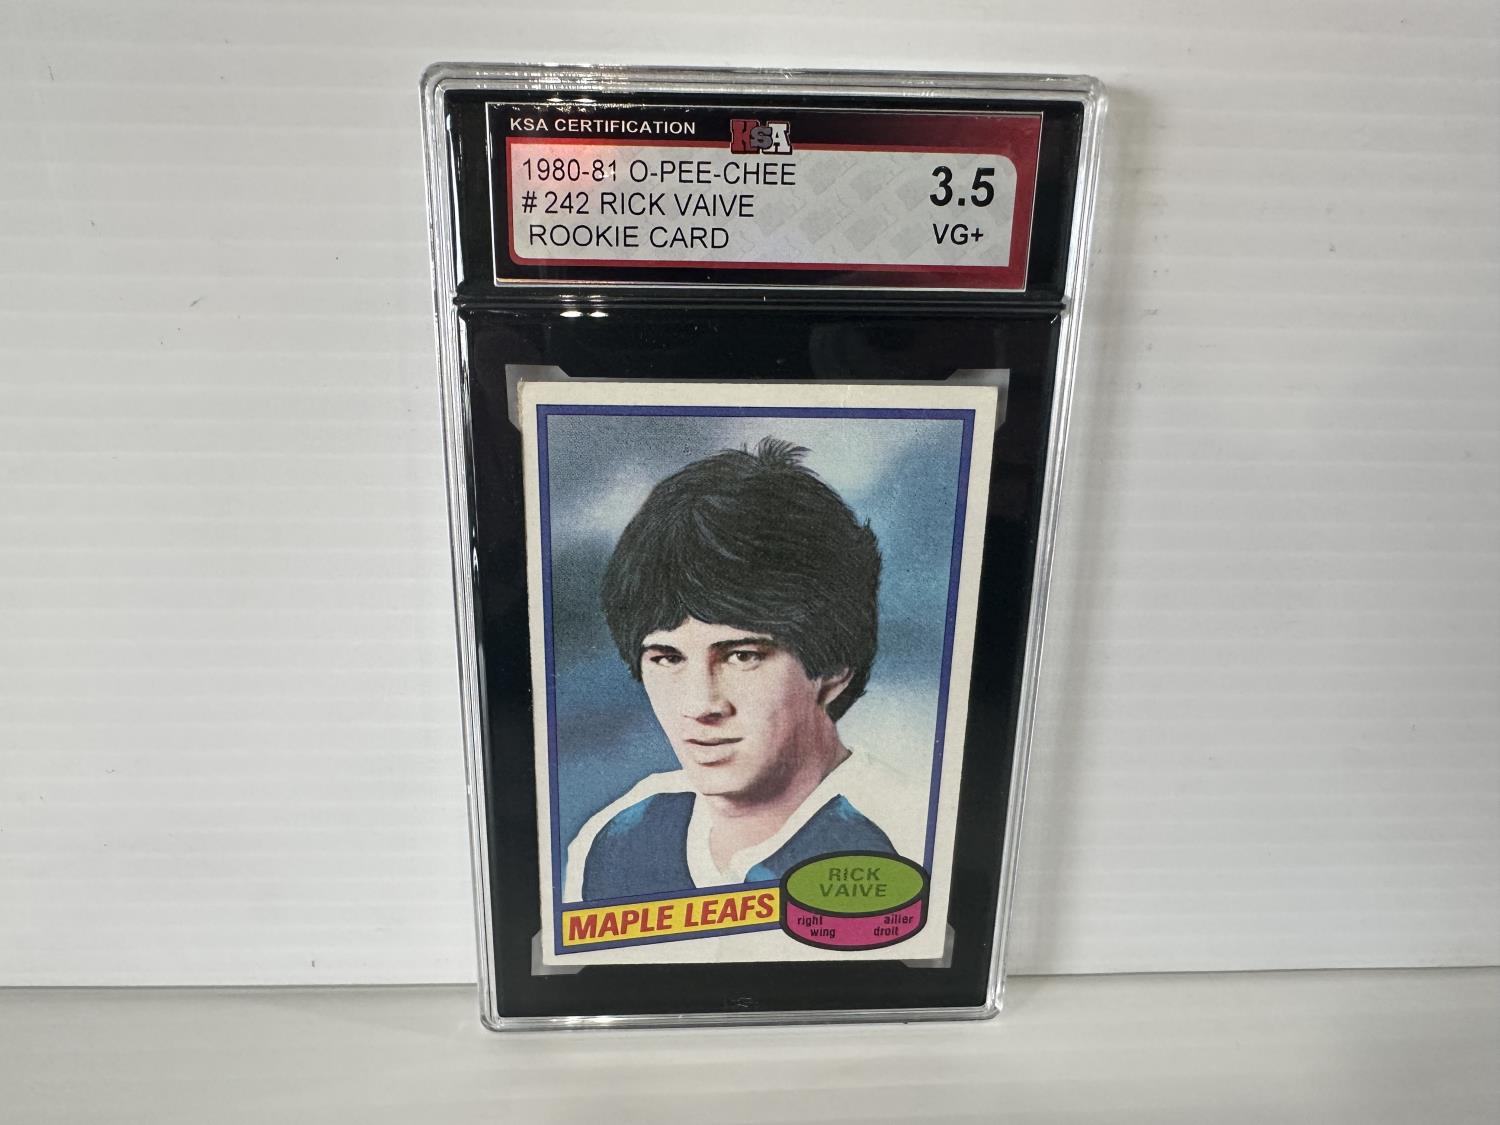 KSA CERTIFICATION
KSA
1980-81 O-PEE-CHEE
# 242 RICK VAIVE
ROOKIE CARD
3.5
VG+
RICK
VAIVE
right wing
ailier droit
MAPLE LEAFS